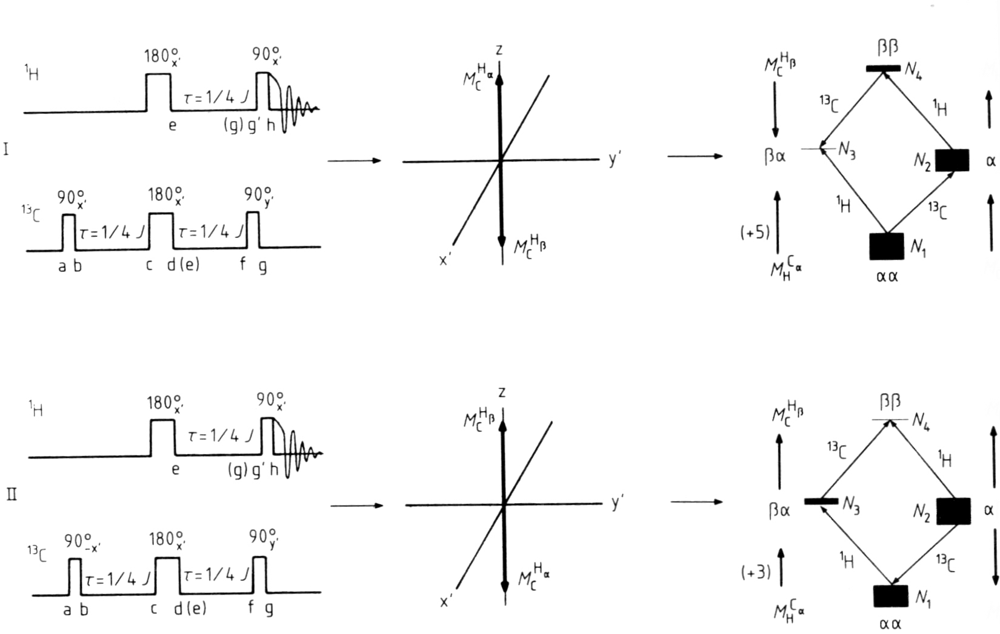 I
¹H
180°x'
90°x'
τ = 1/4 J
e
(g) g' h
¹³C
90°x'
180°x'
90°y'
τ = 1/4 J
τ = 1/4 J
a b
c
d(e)
f g
z
M_C^Hα
y'
M_C^Hβ
x'
ββ
M_C^Hβ
N₄
¹³C
¹H
βα
N₃
N₂
α
¹H
¹³C
(+5)
N₁
M_H^Cα
αα
II
¹H
180°x'
90°x'
τ = 1/4 J
e
(g) g' h
¹³C
90°-x'
180°x'
90°y'
τ = 1/4 J
τ = 1/4 J
a b
c
d(e)
f g
z
M_C^Hβ
y'
M_C^Hα
x'
ββ
M_C^Hβ
N₄
¹³C
¹H
βα
N₃
N₂
α
¹H
¹³C
(+3)
N₁
M_H^Cα
αα